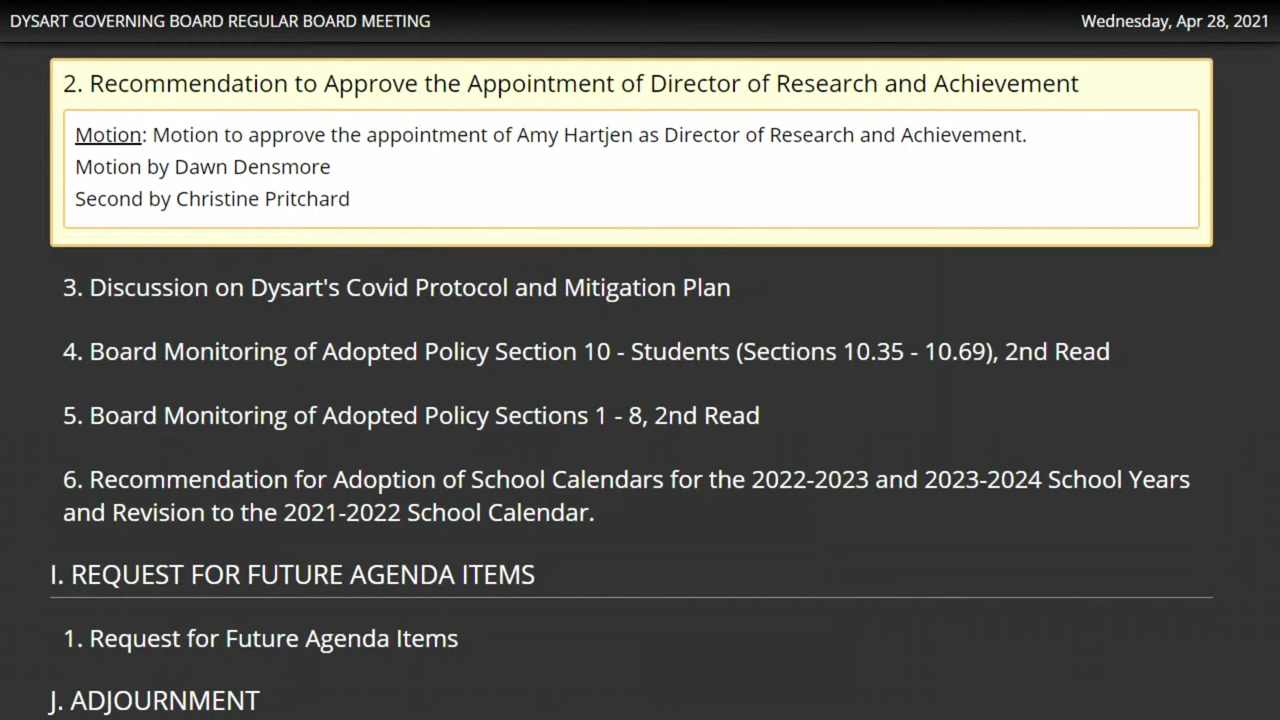 DYSART GOVERNING BOARD REGULAR BOARD MEETING
Wednesday, Apr 28, 2021
2. Recommendation to Approve the Appointment of Director of Research and Achievement
Motion: Motion to approve the appointment of Amy Hartjen as Director of Research and Achievement.
Motion by Dawn Densmore
Second by Christine Pritchard
3. Discussion on Dysart's Covid Protocol and Mitigation Plan
4. Board Monitoring of Adopted Policy Section 10 - Students (Sections 10.35 - 10.69), 2nd Read
5. Board Monitoring of Adopted Policy Sections 1 - 8, 2nd Read
6. Recommendation for Adoption of School Calendars for the 2022-2023 and 2023-2024 School Years
and Revision to the 2021-2022 School Calendar.
I. REQUEST FOR FUTURE AGENDA ITEMS
1. Request for Future Agenda Items
J. ADJOURNMENT